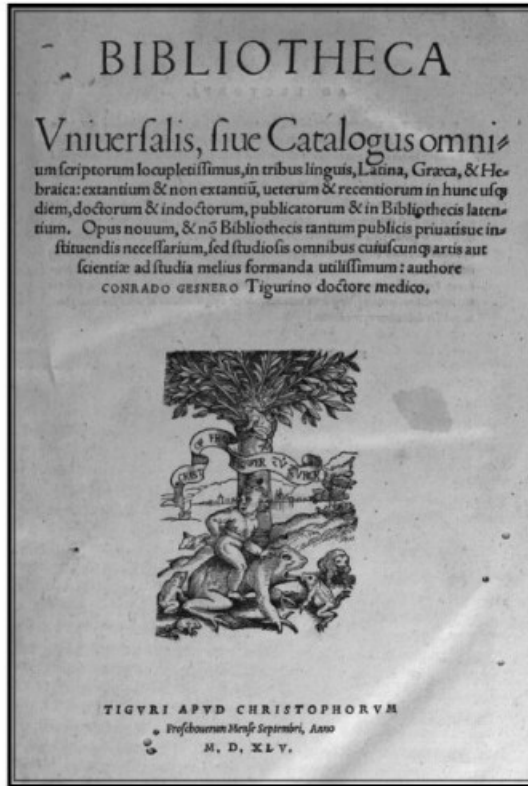 BIBLIOTHECA
Vniuerſalis, ſiue Catalogus omni⸗
um ſcriptorum locupletiſſimus, in tribus linguis, Latina, Græca, & He⸗
braica: extantium & non extantiū, ueterum & recentiorum in hunc uſqꝫ
diem, doctorum & indoctorum, publicatorum & in Bibliothecis laten⸗
tium. Opus nouum, & nō Bibliothecis tantum publicis priuatisue in⸗
ſtituendis neceſſarium, ſed ſtudioſis omnibus cuiuſcunqꝫ artis aut
ſcientiæ ad ſtudia melius formanda utiliſſimum: authore
CONRADO GESNERO Tigurino doctore medico.
CHRIST
TIGVRI APVD CHRISTOPHORVM
Froſchouerum Menſe Septembri, Anno
M. D. XLV.